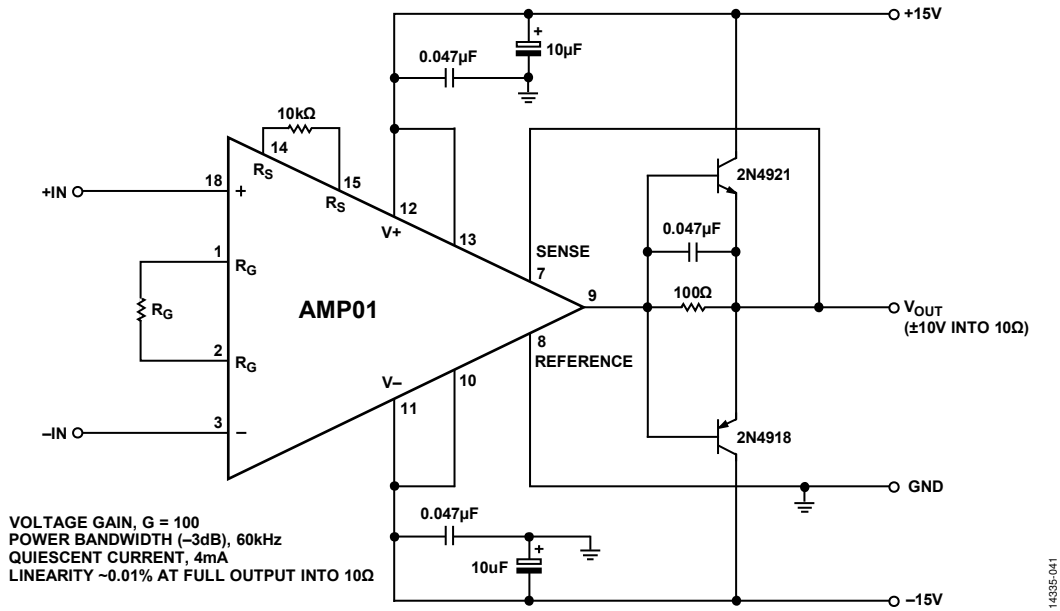 +15V
+
10µF
0.047µF
10kΩ
14
RS
15
RS
+IN
18
+
12
V+
13
2N4921
0.047µF
SENSE
7
1
RG
RG
AMP01
9
100Ω
VOUT
(±10V INTO 10Ω)
2
RG
8
REFERENCE
V–
10
11
–IN
3
–
2N4918
GND
VOLTAGE GAIN, G = 100
POWER BANDWIDTH (–3dB), 60kHz
QUIESCENT CURRENT, 4mA
LINEARITY ~0.01% AT FULL OUTPUT INTO 10Ω
0.047µF
+
10uF
–15V
14335-041